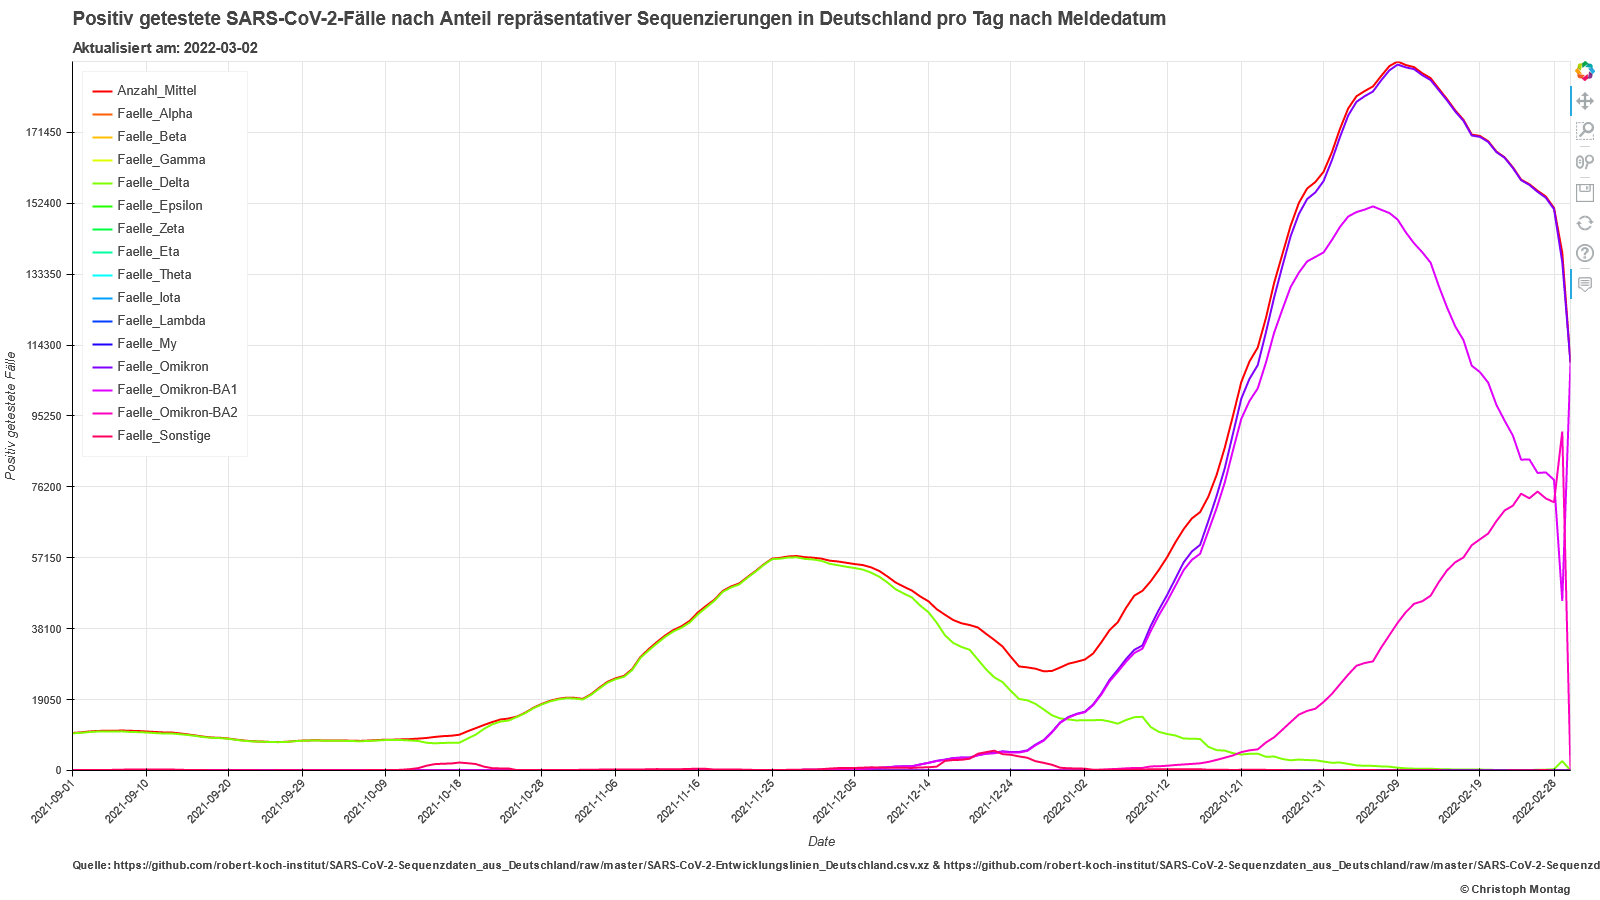 Positiv getestete SARS-CoV-2-Fälle nach Anteil repräsentativer Sequenzierungen in Deutschland pro Tag nach Meldedatum
Aktualisiert am: 2022-03-02
Anzahl_Mittel
Faelle_Alpha
Faelle_Beta
Faelle_Gamma
Faelle_Delta
Faelle_Epsilon
Faelle_Zeta
Faelle_Eta
Faelle_Theta
Faelle_Iota
Faelle_Lambda
Faelle_My
Faelle_Omikron
Faelle_Omikron-BA1
Faelle_Omikron-BA2
Faelle_Sonstige
Positiv getestete Fälle
171450
152400
133350
114300
95250
76200
57150
38100
19050
0
2021-09-01
2021-09-10
2021-09-20
2021-09-29
2021-10-09
2021-10-18
2021-10-28
2021-11-06
2021-11-16
2021-11-25
2021-12-05
2021-12-14
2021-12-24
2022-01-02
2022-01-12
2022-01-21
2022-01-31
2022-02-09
2022-02-19
2022-02-28
Date
Quelle: https://github.com/robert-koch-institut/SARS-CoV-2-Sequenzdaten_aus_Deutschland/raw/master/SARS-CoV-2-Entwicklungslinien_Deutschland.csv.xz & https://github.com/robert-koch-institut/SARS-CoV-2-Sequenzdaten_aus_Deutschland/raw/master/SARS-CoV-2-Sequenzd
© Christoph Montag